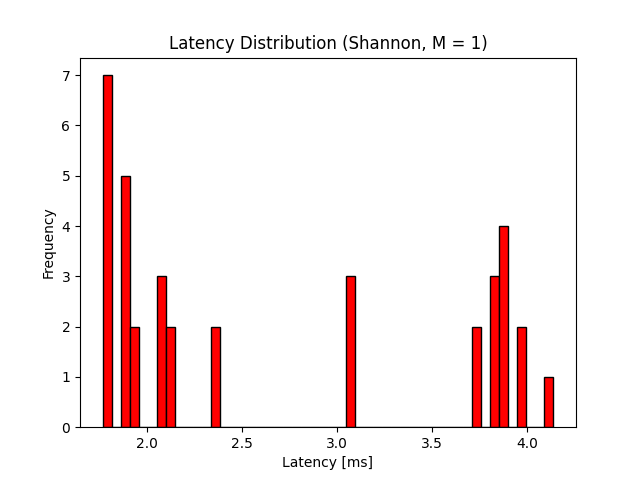 Latency Distribution (Shannon, M = 1)
7
6
5
4
3
2
1
0
Frequency
2.0 2.5 3.0 3.5 4.0
Latency [ms]